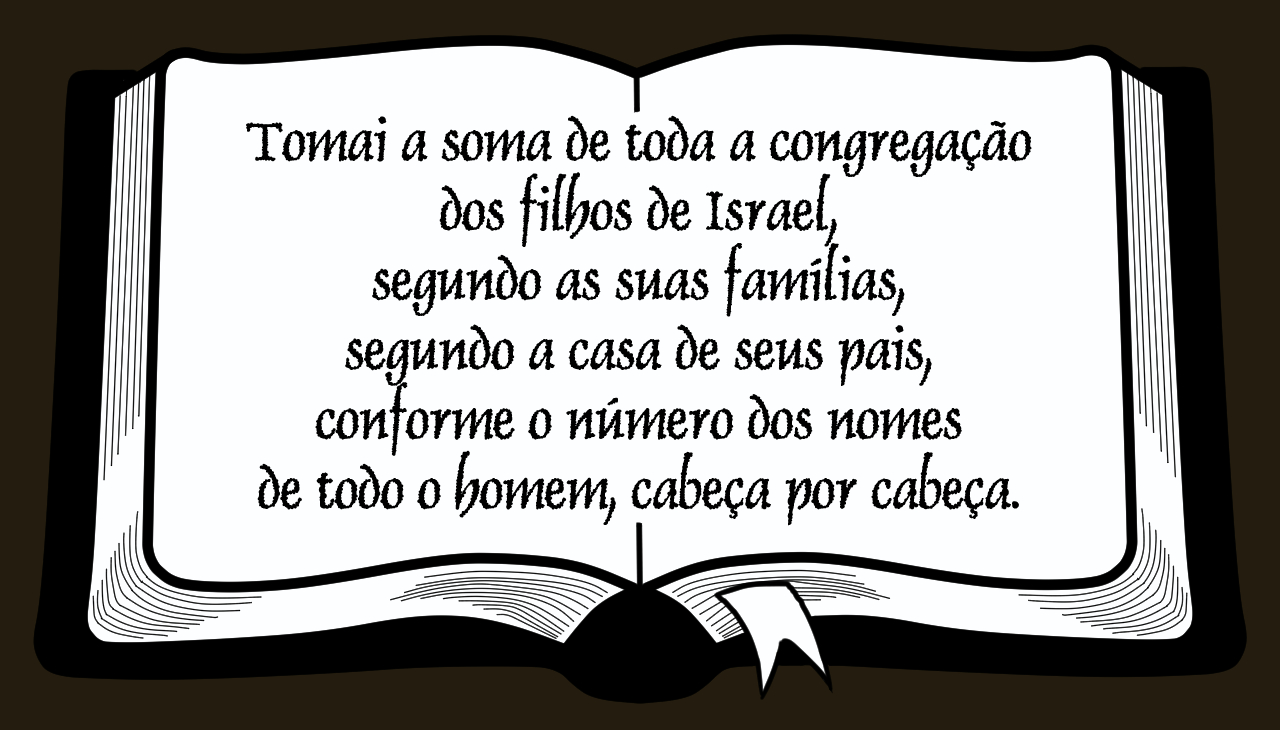 Tomai a soma de toda a congregação
dos filhos de Israel,
segundo as suas famílias,
segundo a casa de seus pais,
conforme o número dos nomes
de todo o homem, cabeça por cabeça.